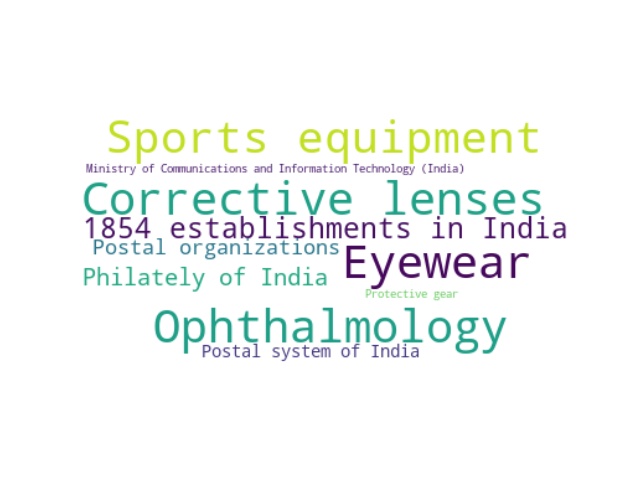 Sports equipment
Ministry of Communications and Information Technology (India)
Corrective lenses
1854 establishments in India
Postal organizations
Eyewear
Philately of India
Protective gear
Ophthalmology
Postal system of India